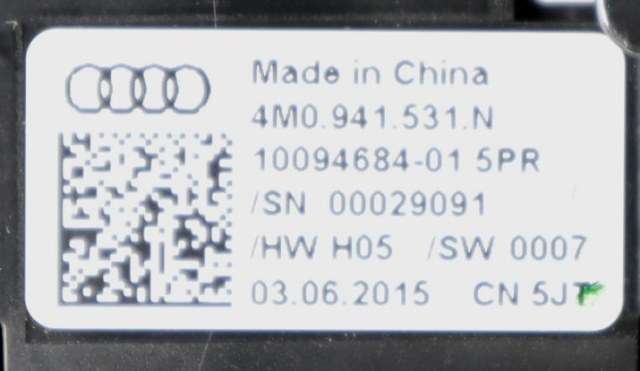 Made in China
4M0.941.531.N
10094684-01 5PR
/SN 00029091
/HW H05 /SW 0007
03.06.2015 CN